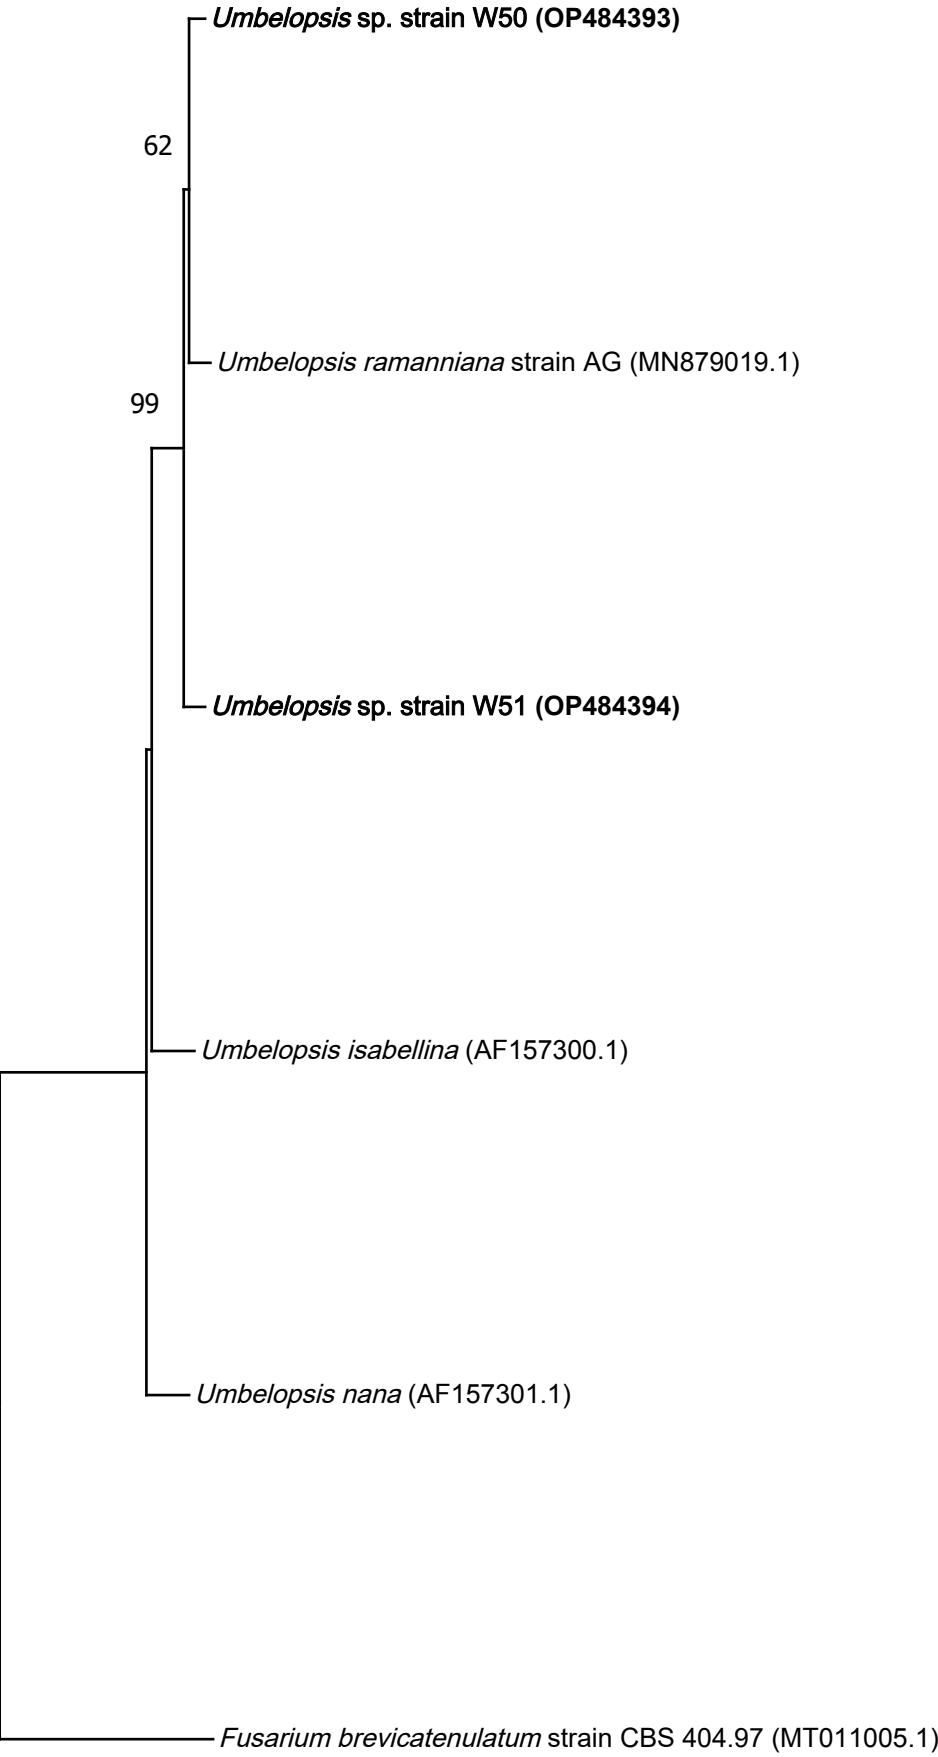 Umbelopsis sp. strain W50 (OP484393)
62
Umbelopsis ramanniana strain AG (MN879019.1)
99
Umbelopsis sp. strain W51 (OP484394)
Umbelopsis isabellina (AF157300.1)
Umbelopsis nana (AF157301.1)
Fusarium brevicatenulatum strain CBS 404.97 (MT011005.1)